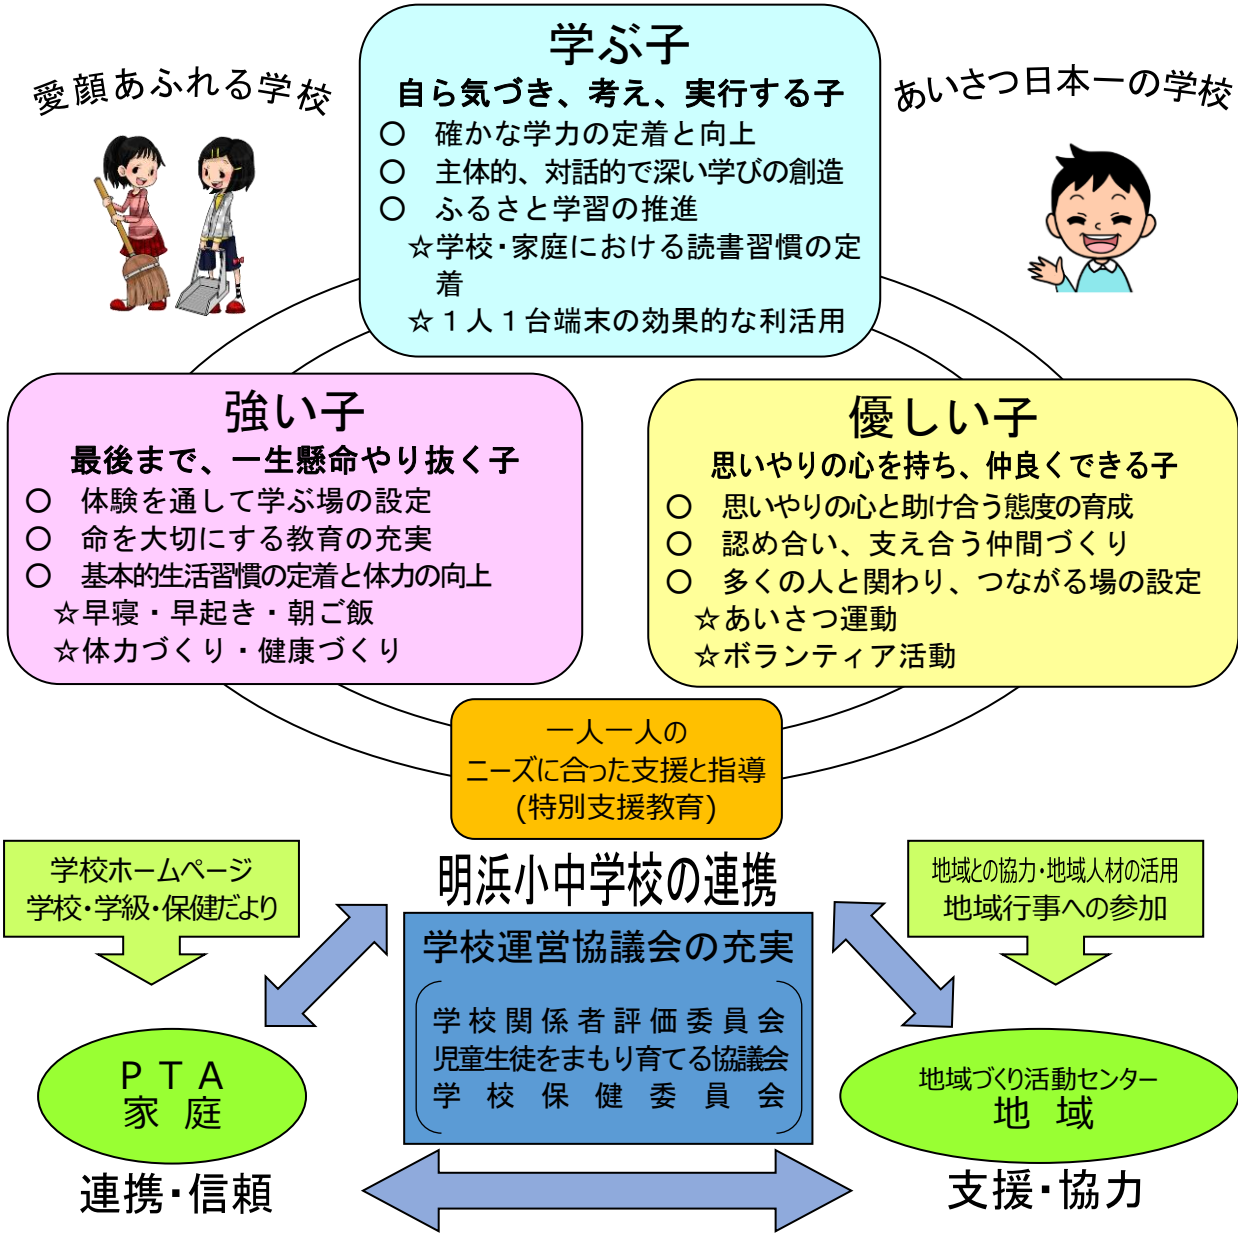 愛顔あふれる学校
あいさつ日本一の学校
学ぶ子
自ら気づき、考え、実行する子
○　確かな学力の定着と向上
○　主体的、対話的で深い学びの創造
○　ふるさと学習の推進
☆学校・家庭における読書習慣の定
着
☆１人１台端末の効果的な利活用
強い子
最後まで、一生懸命やり抜く子
○　体験を通して学ぶ場の設定
○　命を大切にする教育の充実
○　基本的生活習慣の定着と体力の向上
☆早寝・早起き・朝ご飯
☆体力づくり・健康づくり
優しい子
思いやりの心を持ち、仲良くできる子
○　思いやりの心と助け合う態度の育成
○　認め合い、支え合う仲間づくり
○　多くの人と関わり、つながる場の設定
☆あいさつ運動
☆ボランティア活動
一人一人の
ニーズに合った支援と指導
(特別支援教育)
明浜小中学校の連携
学校ホームページ
学校・学級・保健だより
地域との協力・地域人材の活用
地域行事への参加
学校運営協議会の充実
学校関係者評価委員会
児童生徒をまもり育てる協議会
学校保健委員会
ＰＴＡ
家庭
連携・信頼
地域づくり活動センター
地域
支援・協力